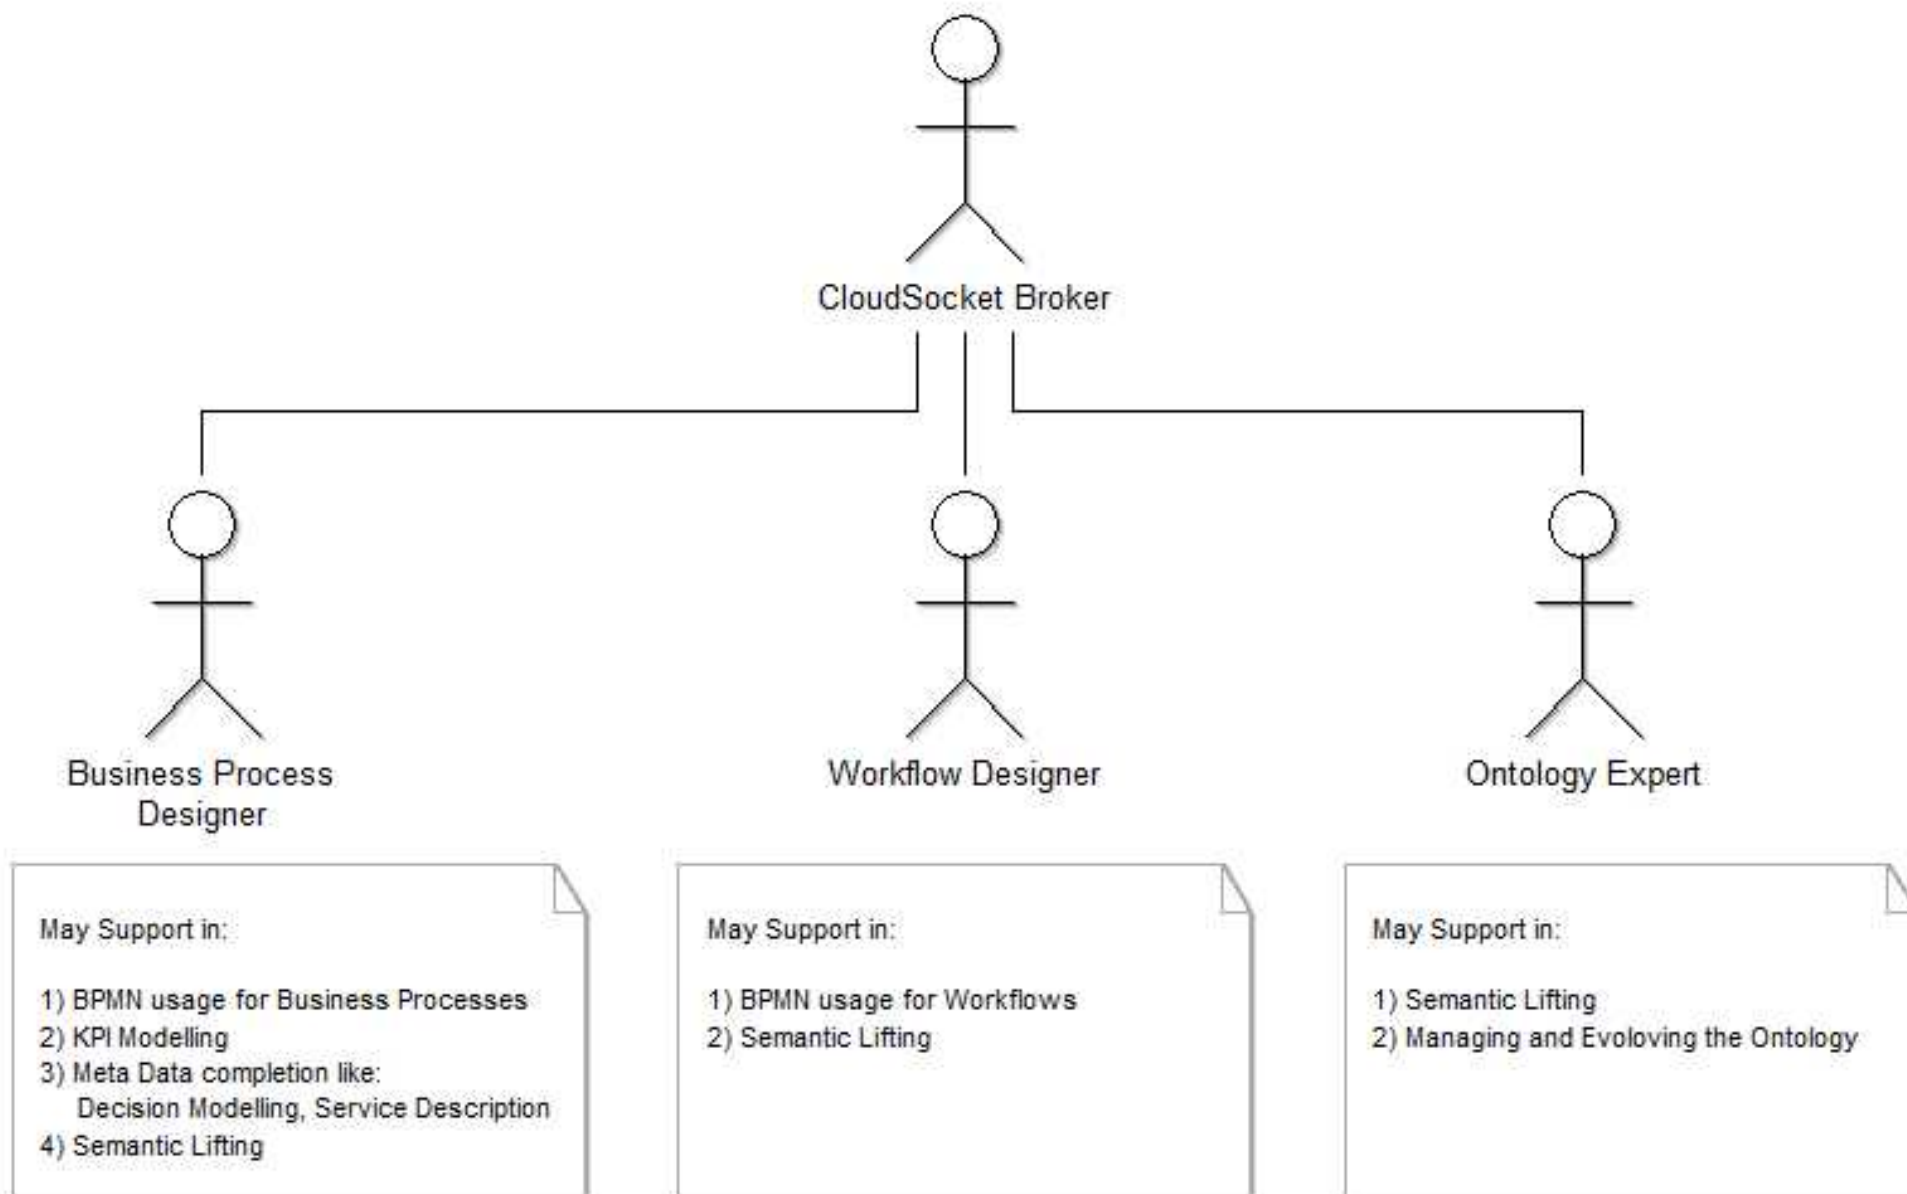 CloudSocket Broker
Business Process
Designer
Workflow Designer
Ontology Expert
May Support in:
1) BPMN usage for Business Processes
2) KPI Modelling
3) Meta Data completion like:
Decision Modelling, Service Description
4) Semantic Lifting
May Support in:
1) BPMN usage for Workflows
2) Semantic Lifting
May Support in:
1) Semantic Lifting
2) Managing and Evoloving the Ontology